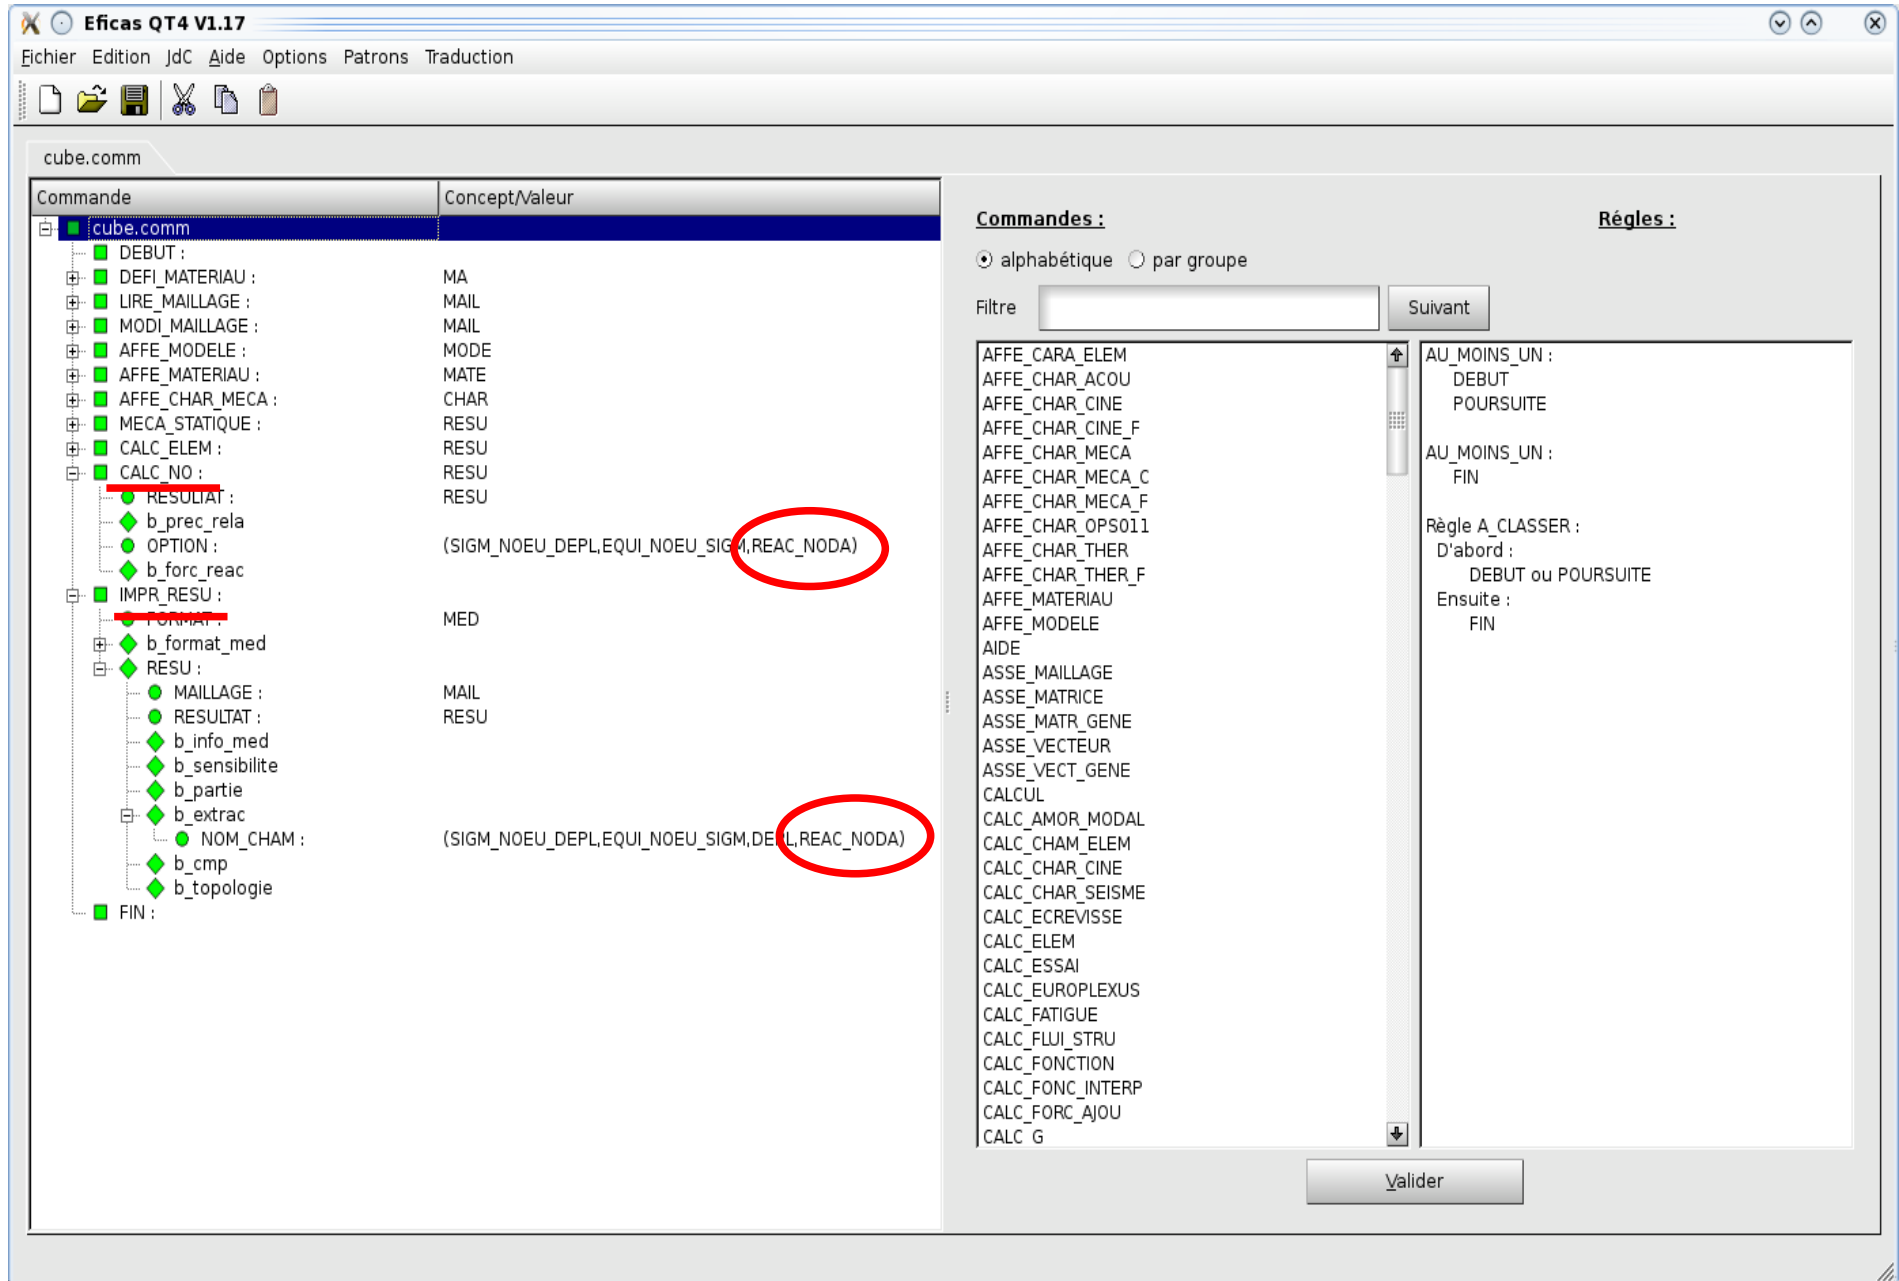 Eficas QT4 V1.17
Fichier Edition JdC Aide Options Patrons Traduction
cube.comm
Commande Concept/Valeur
cube.comm
DEBUT :
DEFI_MATERIAU : MA
LIRE_MAILLAGE : MAIL
MODI_MAILLAGE : MAIL
AFFE_MODELE : MODE
AFFE_MATERIAU : MATE
AFFE_CHAR_MECA : CHAR
MECA_STATIQUE : RESU
CALC_ELEM : RESU
CALC_NO : RESU
RESULTAT : RESU
b_prec_rela
OPTION : (SIGM_NOEU_DEPL,EQUI_NOEU_SIGM,REAC_NODA)
b_forc_reac
IMPR_RESU :
FORMAT : MED
b_format_med
RESU :
MAILLAGE : MAIL
RESULTAT : RESU
b_info_med
b_sensibilite
b_partie
b_extrac
NOM_CHAM : (SIGM_NOEU_DEPL,EQUI_NOEU_SIGM,DEPL,REAC_NODA)
b_cmp
b_topologie
FIN :
Commandes :
alphabétique par groupe
Filtre Suivant
AFFE_CARA_ELEM
AFFE_CHAR_ACOU
AFFE_CHAR_CINE
AFFE_CHAR_CINE_F
AFFE_CHAR_MECA
AFFE_CHAR_MECA_C
AFFE_CHAR_MECA_F
AFFE_CHAR_OPS011
AFFE_CHAR_THER
AFFE_CHAR_THER_F
AFFE_MATERIAU
AFFE_MODELE
AIDE
ASSE_MAILLAGE
ASSE_MATRICE
ASSE_MATR_GENE
ASSE_VECTEUR
ASSE_VECT_GENE
CALCUL
CALC_AMOR_MODAL
CALC_CHAM_ELEM
CALC_CHAR_CINE
CALC_CHAR_SEISME
CALC_ECREVISSE
CALC_ELEM
CALC_ESSAI
CALC_EUROPLEXUS
CALC_FATIGUE
CALC_FLUI_STRU
CALC_FONCTION
CALC_FONC_INTERP
CALC_FORC_AJOU
CALC_G
Régles :
AU_MOINS_UN :
DEBUT
POURSUITE
AU_MOINS_UN :
FIN
Règle A_CLASSER :
D'abord :
DEBUT ou POURSUITE
Ensuite :
FIN
Valider